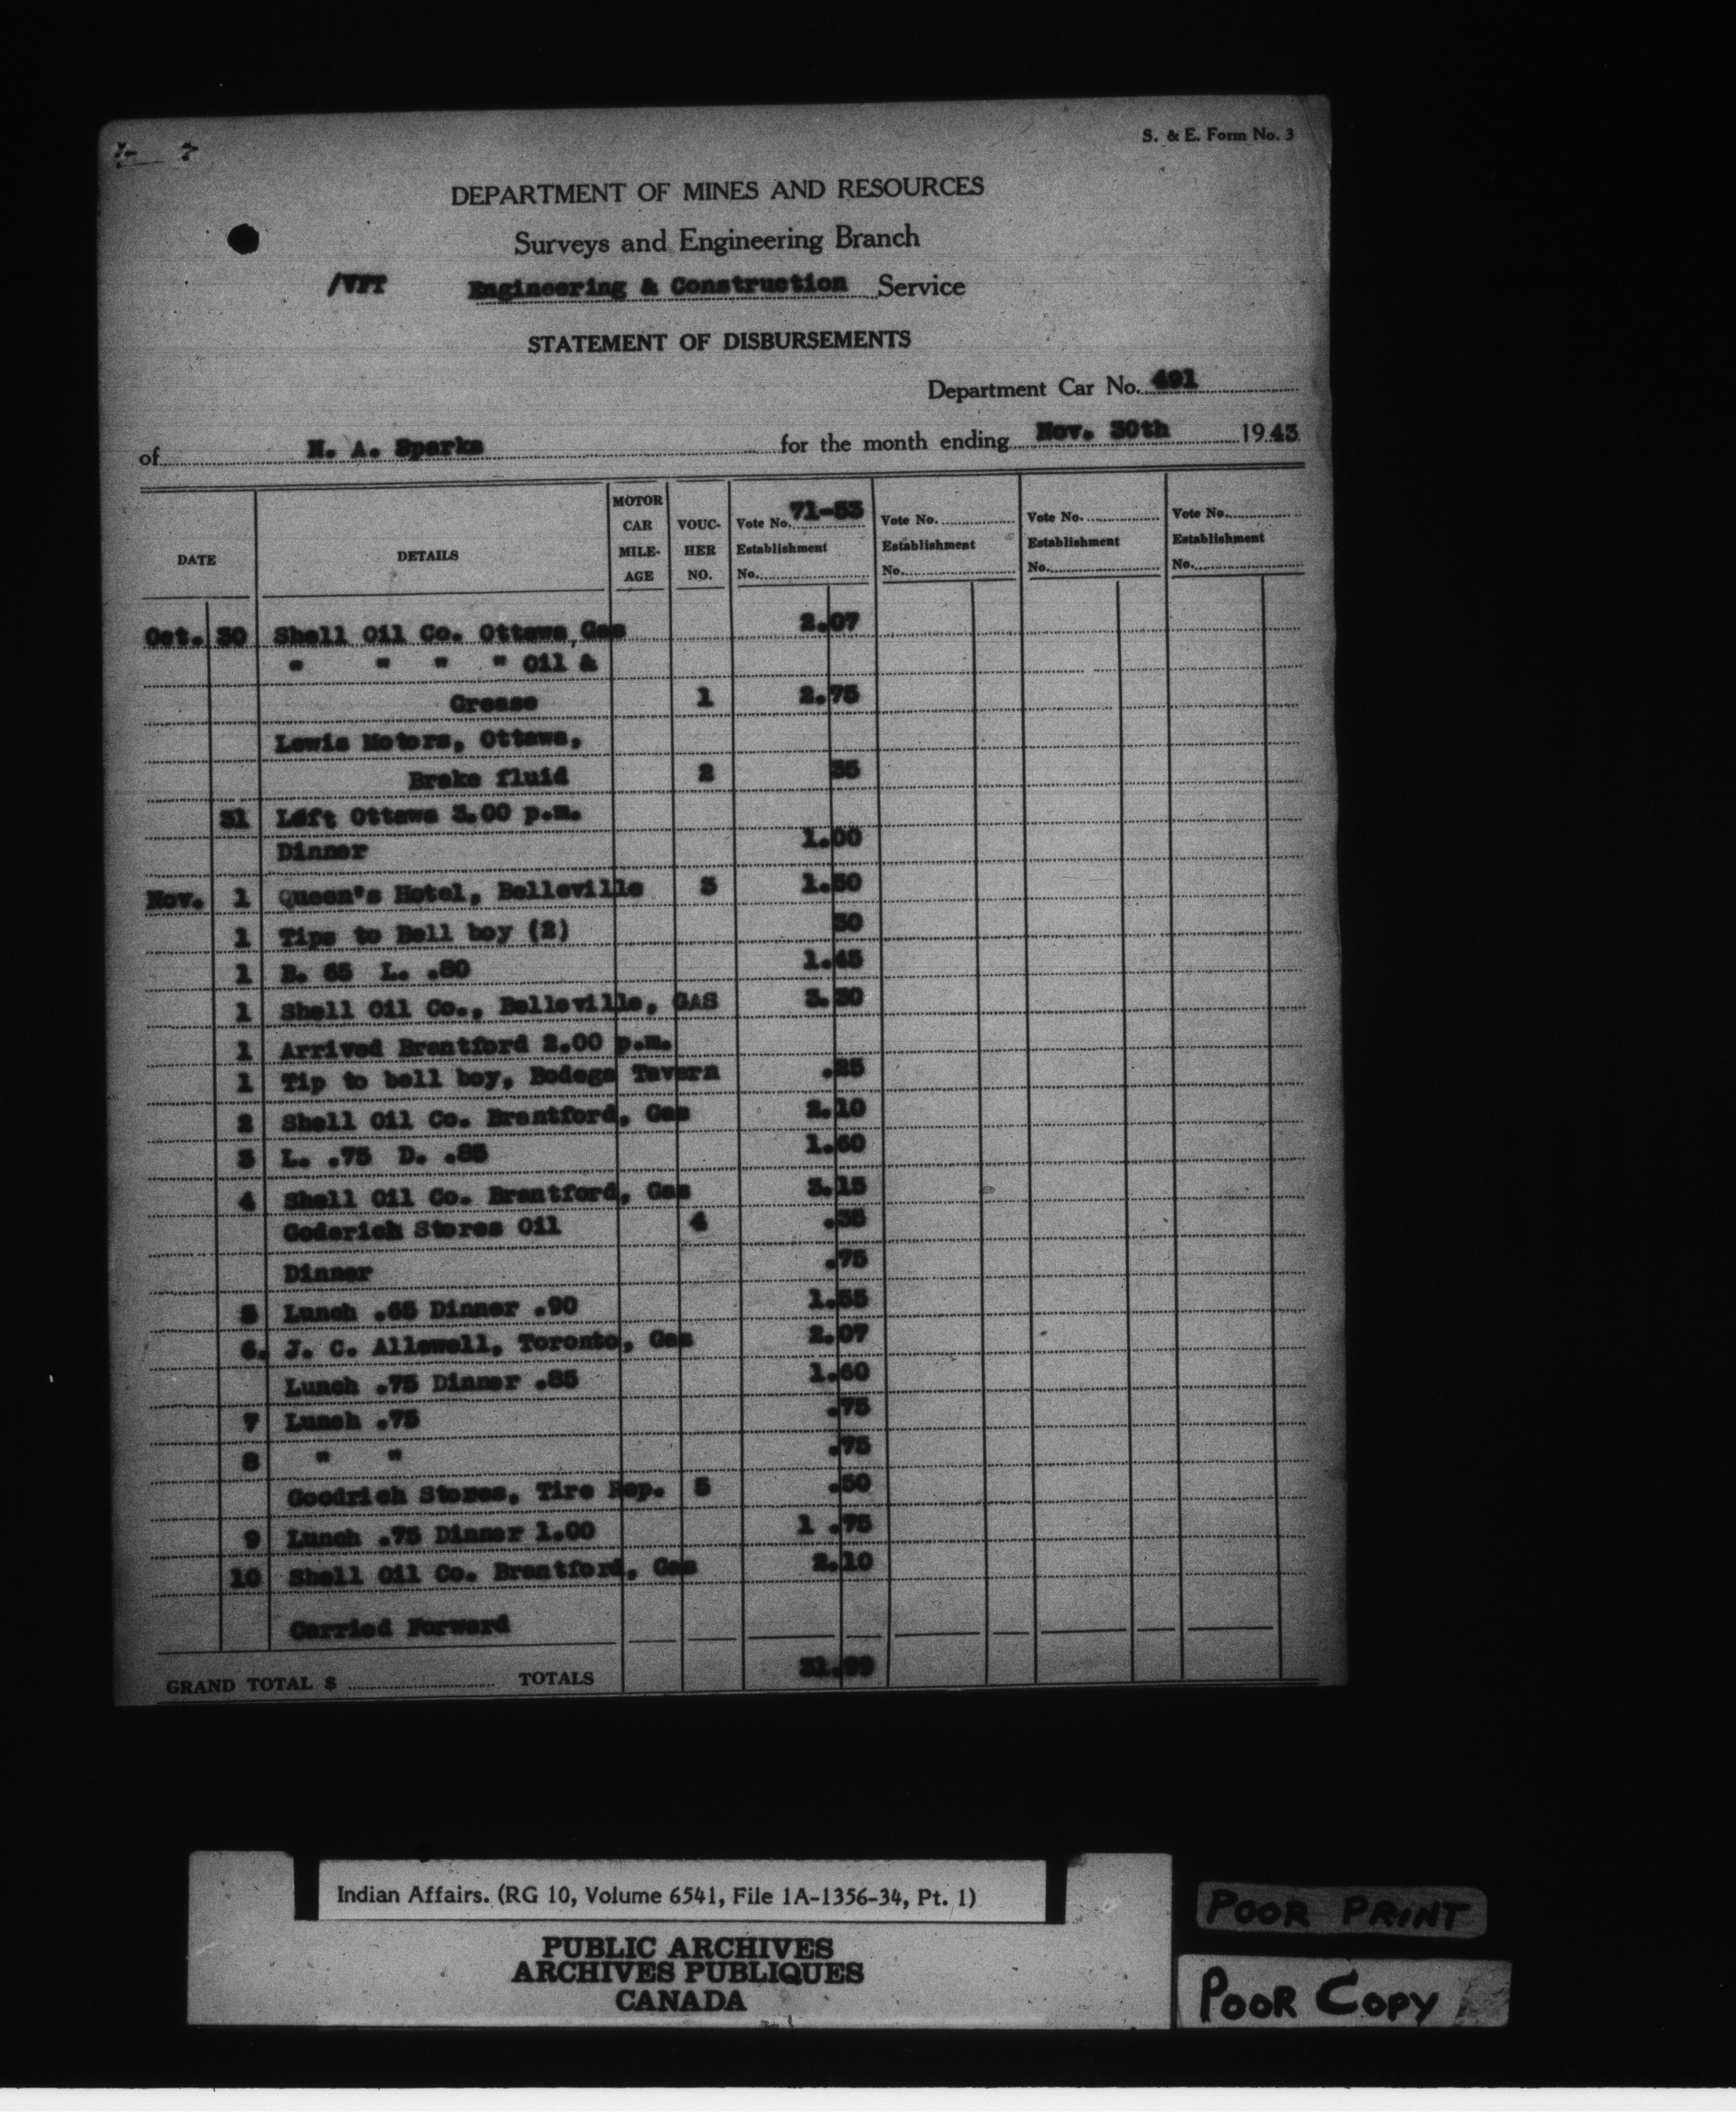 S. & E. Form No. 3
DEPARTMENT OF MINES AND RESOURCES
Surveys and Engineering Branch
/VFT Engineering & Construction Service
STATEMENT OF DISBURSEMENTS
Department Car No. 491
of N. A. Sparks for the month ending Nov. 30th 1943
DATE DETAILS MOTOR CAR MILE-AGE VOUC-HER NO. Vote No. 71-53 Establishment No. Vote No. Establishment No. Vote No. Establishment No. Vote No. Establishment No.
Oct. 30 Shell Oil Co. Ottawa, Gas 2.07
" " " " Oil &
Grease 1 2.75
Lewis Motors, Ottawa,
Brake fluid 2 35
31 Left Ottawa 3.00 p.m.
Dinner 1.00
Nov. 1 Queen's Hotel, Belleville 3 1.50
1 Tips to Bell boy (2) 30
1 B. 65 L. .80 1.45
1 Shell Oil Co., Belleville, GAS 3.30
1 Arrived Brantford 2.00 p.m.
1 Tip to bell boy, Bodega Tavern .25
2 Shell Oil Co. Brantford, Gas 2.10
3 L. .75 D. .85 1.60
4 Shell Oil Co. Brantford, Gas 3.15
Goderich Stores Oil 4 .35
Dinner .75
5 Lunch .65 Dinner .90 1.55
6. J. C. Allowell, Toronto, Gas 2.07
Lunch .75 Dinner .85 1.60
7 Lunch .75 .75
8 " " .75
Goodrich Stores, Tire Rep. 5 .50
9 Lunch .75 Dinner 1.00 1 .75
10 Shell Oil Co. Brantford, Gas 2.10
Carried Forward
GRAND TOTAL $ TOTALS 31.99
Indian Affairs. (RG 10, Volume 6541, File 1A-1356-34, Pt. 1)
PUBLIC ARCHIVES
ARCHIVES PUBLIQUES
CANADA
POOR PRINT
POOR COPY